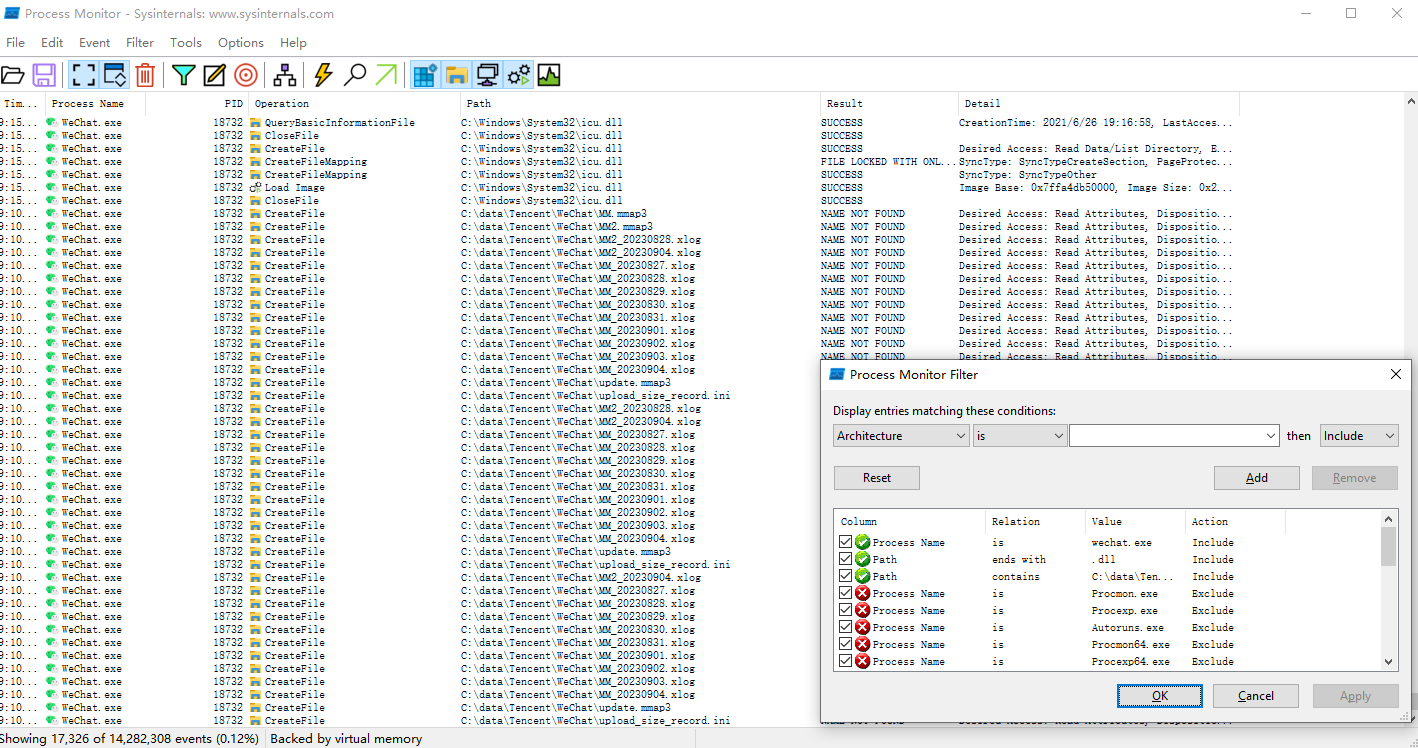 Process Monitor - Sysinternals: www.sysinternals.com
File Edit Event Filter Tools Options Help
Tim... Process Name PID Operation Path Result Detail
9:15... WeChat.exe 18732 QueryBasicInformationFile C:\Windows\System32\icu.dll SUCCESS CreationTime: 2021/6/26 19:16:58, LastAcces...
9:15... WeChat.exe 18732 CloseFile C:\Windows\System32\icu.dll SUCCESS
9:15... WeChat.exe 18732 CreateFile C:\Windows\System32\icu.dll SUCCESS Desired Access: Read Data/List Directory, E...
9:15... WeChat.exe 18732 CreateFileMapping C:\Windows\System32\icu.dll FILE LOCKED WITH ONL... SyncType: SyncTypeCreateSection, PageProtec...
9:15... WeChat.exe 18732 CreateFileMapping C:\Windows\System32\icu.dll SUCCESS SyncType: SyncTypeOther
9:15... WeChat.exe 18732 Load Image C:\Windows\System32\icu.dll SUCCESS Image Base: 0x7ffa4db50000, Image Size: 0x2...
9:15... WeChat.exe 18732 CloseFile C:\Windows\System32\icu.dll SUCCESS
9:10... WeChat.exe 18732 CreateFile C:\data\Tencent\WeChat\MM.mmap3 NAME NOT FOUND Desired Access: Read Attributes, Dispositio...
9:10... WeChat.exe 18732 CreateFile C:\data\Tencent\WeChat\MM2.mmap3 NAME NOT FOUND Desired Access: Read Attributes, Dispositio...
9:10... WeChat.exe 18732 CreateFile C:\data\Tencent\WeChat\MM2_20230828.xlog NAME NOT FOUND Desired Access: Read Attributes, Dispositio...
9:10... WeChat.exe 18732 CreateFile C:\data\Tencent\WeChat\MM2_20230904.xlog NAME NOT FOUND Desired Access: Read Attributes, Dispositio...
9:10... WeChat.exe 18732 CreateFile C:\data\Tencent\WeChat\MM_20230827.xlog NAME NOT FOUND Desired Access: Read Attributes, Dispositio...
9:10... WeChat.exe 18732 CreateFile C:\data\Tencent\WeChat\MM_20230828.xlog NAME NOT FOUND Desired Access: Read Attributes, Dispositio...
9:10... WeChat.exe 18732 CreateFile C:\data\Tencent\WeChat\MM_20230829.xlog NAME NOT FOUND Desired Access: Read Attributes, Dispositio...
9:10... WeChat.exe 18732 CreateFile C:\data\Tencent\WeChat\MM_20230830.xlog NAME NOT FOUND Desired Access: Read Attributes, Dispositio...
9:10... WeChat.exe 18732 CreateFile C:\data\Tencent\WeChat\MM_20230831.xlog NAME NOT FOUND Desired Access: Read Attributes, Dispositio...
9:10... WeChat.exe 18732 CreateFile C:\data\Tencent\WeChat\MM_20230901.xlog NAME NOT FOUND Desired Access: Read Attributes, Dispositio...
9:10... WeChat.exe 18732 CreateFile C:\data\Tencent\WeChat\MM_20230902.xlog NAME NOT FOUND Desired Access: Read Attributes, Dispositio...
9:10... WeChat.exe 18732 CreateFile C:\data\Tencent\WeChat\MM_20230903.xlog NAME NOT FOUND Desired Access: Read Attributes, Dispositio...
9:10... WeChat.exe 18732 CreateFile C:\data\Tencent\WeChat\MM_20230904.xlog
9:10... WeChat.exe 18732 CreateFile C:\data\Tencent\WeChat\update.mmap3
9:10... WeChat.exe 18732 CreateFile C:\data\Tencent\WeChat\upload_size_record.ini
9:10... WeChat.exe 18732 CreateFile C:\data\Tencent\WeChat\MM2_20230828.xlog
9:10... WeChat.exe 18732 CreateFile C:\data\Tencent\WeChat\MM2_20230904.xlog
9:10... WeChat.exe 18732 CreateFile C:\data\Tencent\WeChat\MM_20230827.xlog
9:10... WeChat.exe 18732 CreateFile C:\data\Tencent\WeChat\MM_20230828.xlog
9:10... WeChat.exe 18732 CreateFile C:\data\Tencent\WeChat\MM_20230829.xlog
9:10... WeChat.exe 18732 CreateFile C:\data\Tencent\WeChat\MM_20230830.xlog
9:10... WeChat.exe 18732 CreateFile C:\data\Tencent\WeChat\MM_20230831.xlog
9:10... WeChat.exe 18732 CreateFile C:\data\Tencent\WeChat\MM_20230901.xlog
9:10... WeChat.exe 18732 CreateFile C:\data\Tencent\WeChat\MM_20230902.xlog
9:10... WeChat.exe 18732 CreateFile C:\data\Tencent\WeChat\MM_20230903.xlog
9:10... WeChat.exe 18732 CreateFile C:\data\Tencent\WeChat\MM_20230904.xlog
9:10... WeChat.exe 18732 CreateFile C:\data\Tencent\WeChat\update.mmap3
9:10... WeChat.exe 18732 CreateFile C:\data\Tencent\WeChat\upload_size_record.ini
9:10... WeChat.exe 18732 CreateFile C:\data\Tencent\WeChat\MM2_20230904.xlog
9:10... WeChat.exe 18732 CreateFile C:\data\Tencent\WeChat\MM_20230827.xlog
9:10... WeChat.exe 18732 CreateFile C:\data\Tencent\WeChat\MM_20230828.xlog
9:10... WeChat.exe 18732 CreateFile C:\data\Tencent\WeChat\MM_20230829.xlog
9:10... WeChat.exe 18732 CreateFile C:\data\Tencent\WeChat\MM_20230830.xlog
9:10... WeChat.exe 18732 CreateFile C:\data\Tencent\WeChat\MM_20230831.xlog
9:10... WeChat.exe 18732 CreateFile C:\data\Tencent\WeChat\MM_20230901.xlog
9:10... WeChat.exe 18732 CreateFile C:\data\Tencent\WeChat\MM_20230902.xlog
9:10... WeChat.exe 18732 CreateFile C:\data\Tencent\WeChat\MM_20230903.xlog
9:10... WeChat.exe 18732 CreateFile C:\data\Tencent\WeChat\MM_20230904.xlog
9:10... WeChat.exe 18732 CreateFile C:\data\Tencent\WeChat\update.mmap3
9:10... WeChat.exe 18732 CreateFile C:\data\Tencent\WeChat\upload_size_record.ini
Process Monitor Filter
Display entries matching these conditions:
Architecture is then Include
Reset Add Remove
Column Relation Value Action
Process Name is wechat.exe Include
Path ends with .dll Include
Path contains C:\data\Ten... Include
Process Name is Procmon.exe Exclude
Process Name is Procexp.exe Exclude
Process Name is Autoruns.exe Exclude
Process Name is Procmon64.exe Exclude
Process Name is Procexp64.exe Exclude
OK Cancel Apply
Showing 17,326 of 14,282,308 events (0.12%) Backed by virtual memory